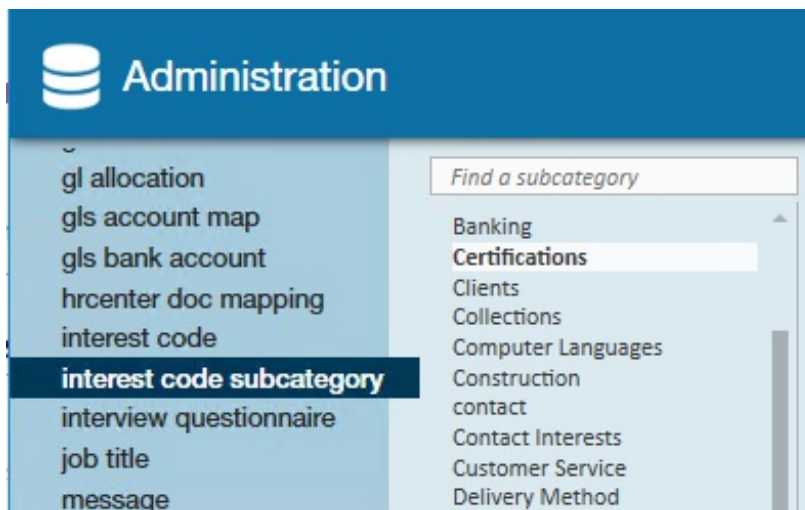 Administration
gl allocation
gls account map
gls bank account
hrcenter doc mapping
interest code
interest code subcategory
interview questionnaire
job title
message
Find a subcategory
Banking
Certifications
Clients
Collections
Computer Languages
Construction
contact
Contact Interests
Customer Service
Delivery Method